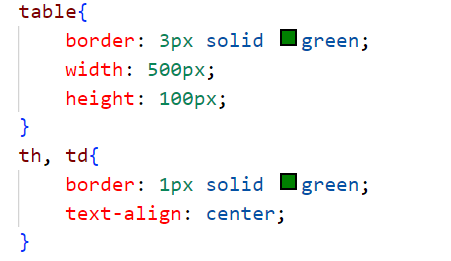 table{
    border: 3px solid green;
    width: 500px;
    height: 100px;
}
th, td{
    border: 1px solid green;
    text-align: center;
}